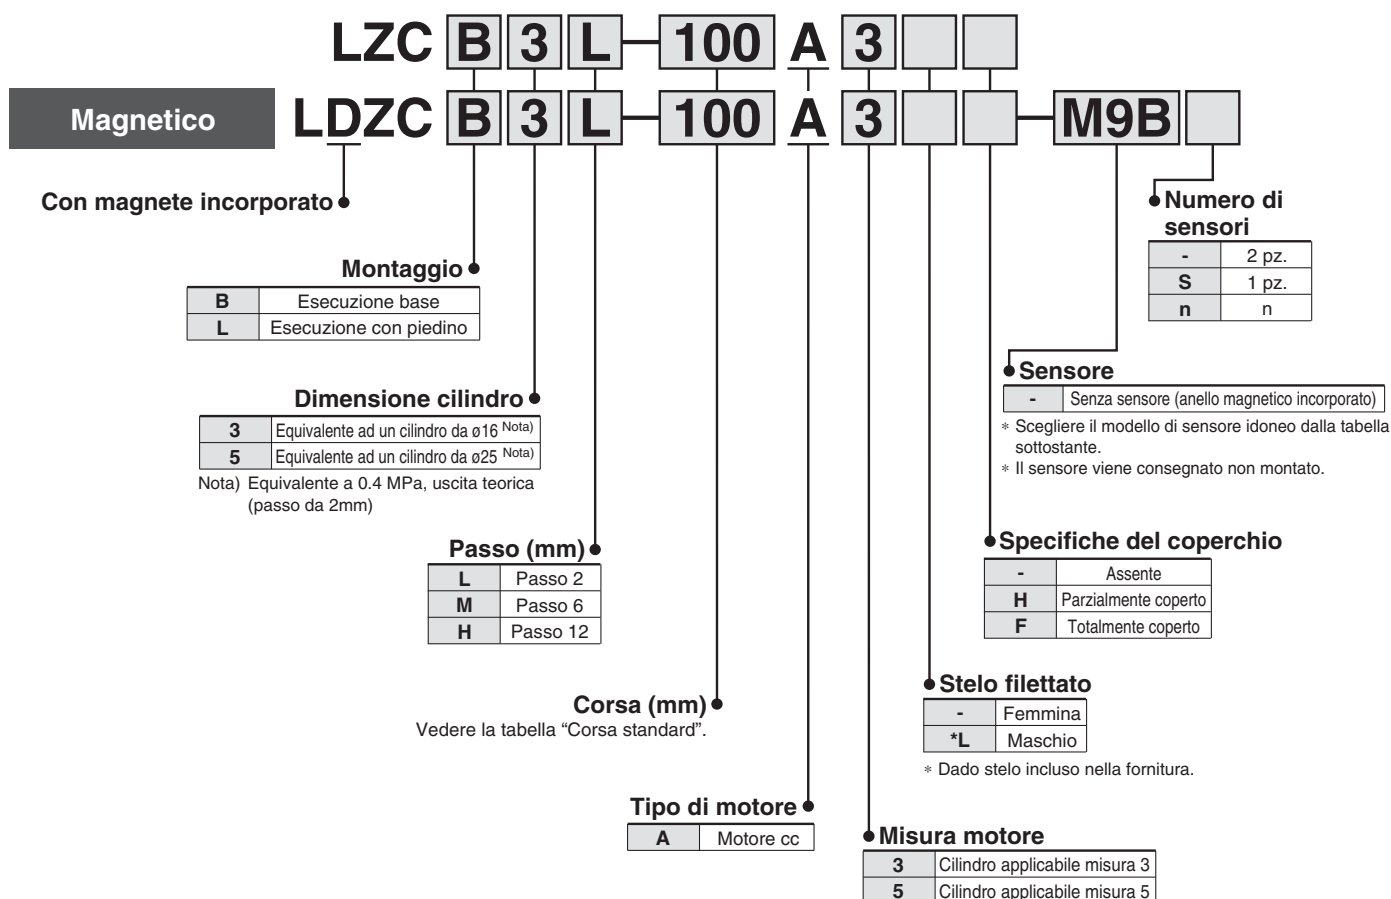 LZC B 3 L 100 A 3
Magnetico
LDZC B 3 L 100 A 3 M9B
Con magnete incorporato
Numero di
sensori
- 2 pz.
S 1 pz.
n n
Montaggio
B Esecuzione base
L Esecuzione con piedino
Sensore
- Senza sensore (anello magnetico incorporato)
* Scegliere il modello di sensore idoneo dalla tabella
sottostante.
* Il sensore viene consegnato non montato.
Dimensione cilindro
3 Equivalente ad un cilindro da ø16 Nota)
5 Equivalente ad un cilindro da ø25 Nota)
Nota) Equivalente a 0.4 MPa, uscita teorica
(passo da 2mm)
Passo (mm)
L Passo 2
M Passo 6
H Passo 12
Specifiche del coperchio
- Assente
H Parzialmente coperto
F Totalmente coperto
Corsa (mm)
Vedere la tabella “Corsa standard”.
Stelo filettato
- Femmina
*L Maschio
* Dado stelo incluso nella fornitura.
Tipo di motore
A Motore cc
Misura motore
3 Cilindro applicabile misura 3
5 Cilindro applicabile misura 5